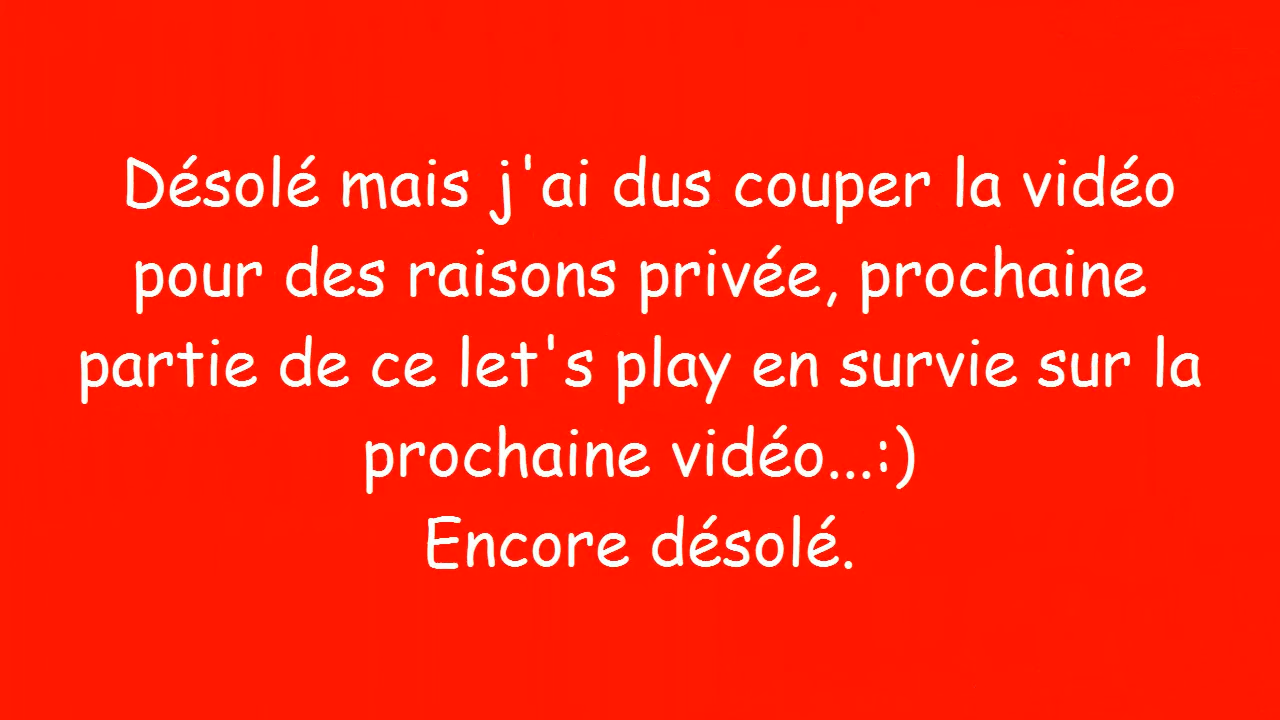 Désolé mais j'ai dus couper la vidéo
pour des raisons privée, prochaine
partie de ce let's play en survie sur la
prochaine vidéo...:)
Encore désolé.